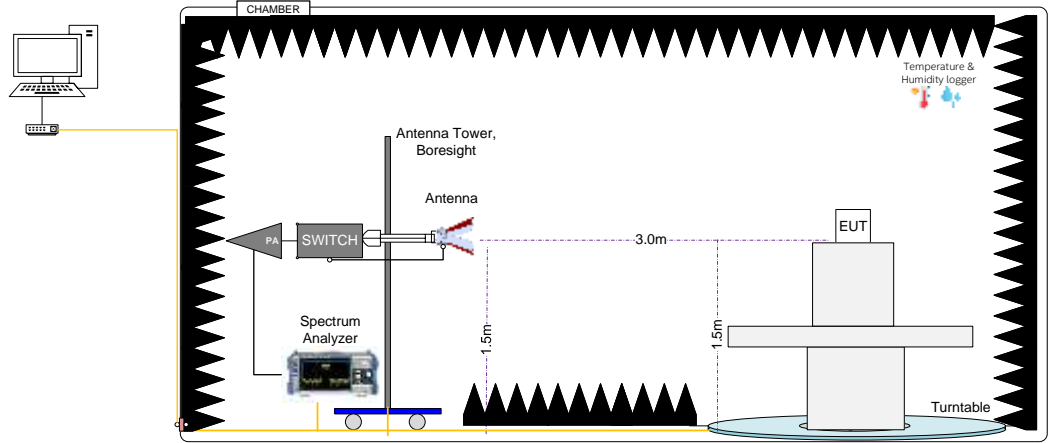 CHAMBER
Temperature &
Humidity logger
Antenna Tower,
Boresight
Antenna
EUT
PA
SWITCH
3.0m
1.5m
1.5m
Spectrum
Analyzer
Turntable